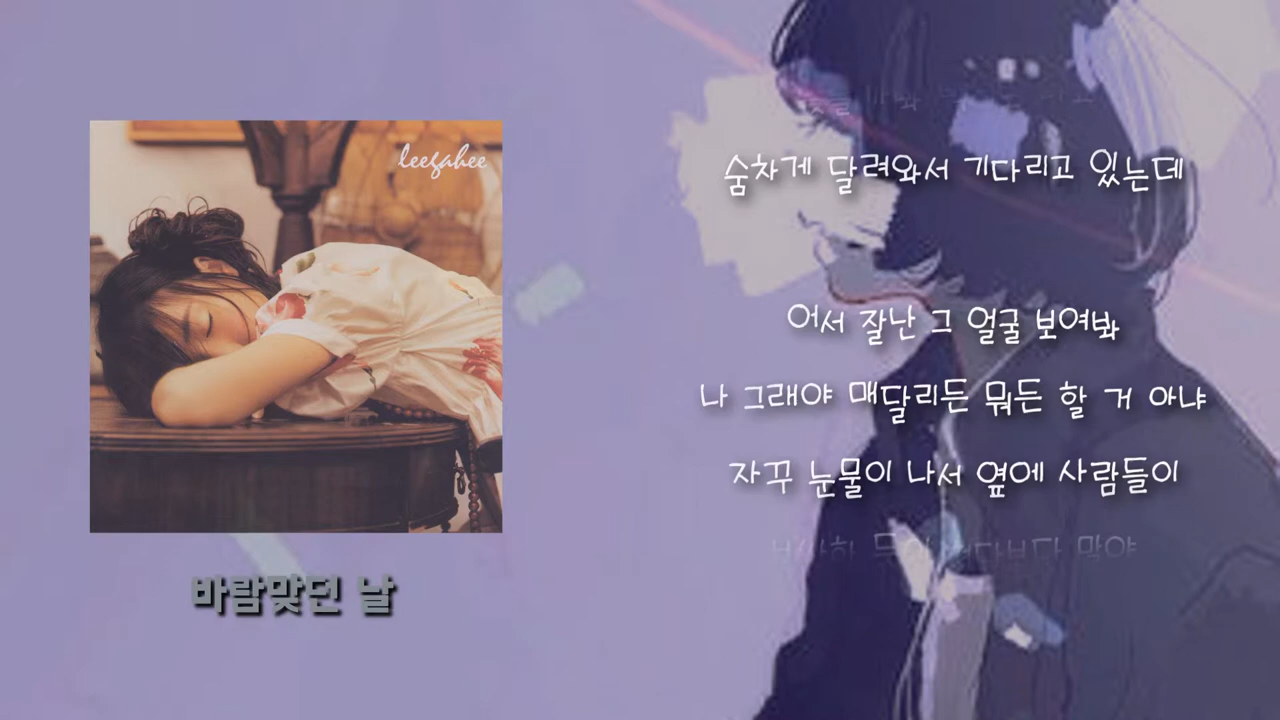 leegahee
바람맞던 날
숨차게 달려와서 기다리고 있는데
어서 잘난 그 얼굴 보여봐
나 그래야 매달리든 뭐든 할 거 아냐
자꾸 눈물이 나서 옆에 사람들이